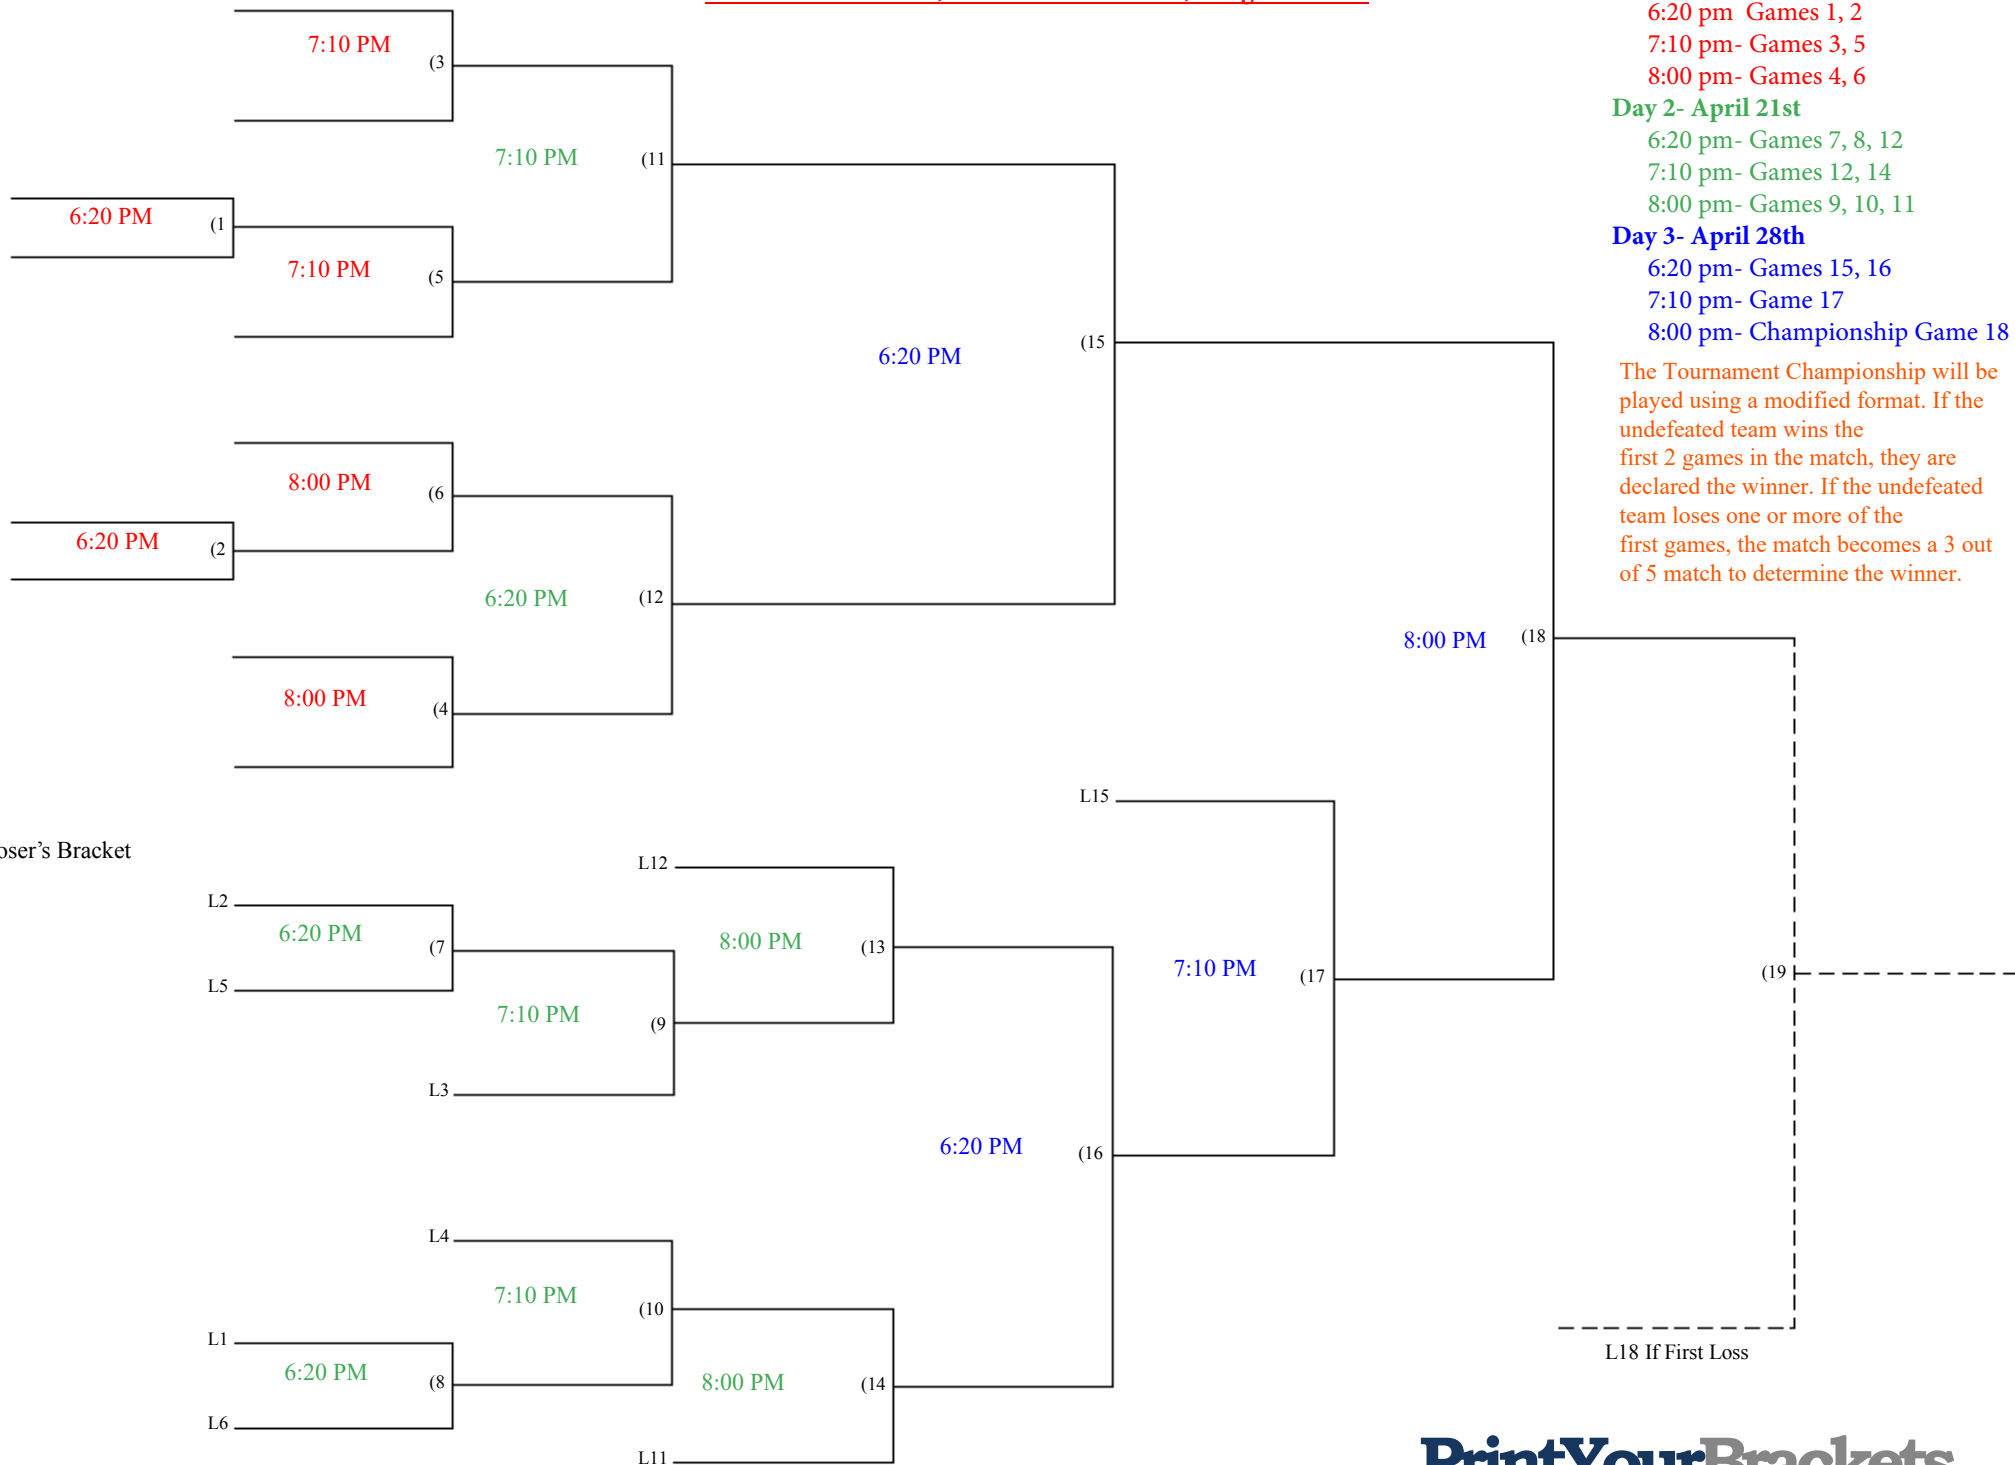 6:20 pm  Games 1, 2
7:10 pm- Games 3, 5
8:00 pm- Games 4, 6
Day 2- April 21st
6:20 pm- Games 7, 8, 12
7:10 pm- Games 12, 14
8:00 pm- Games 9, 10, 11
Day 3- April 28th
6:20 pm- Games 15, 16
7:10 pm- Game 17
8:00 pm- Championship Game 18
The Tournament Championship will be
played using a modified format. If the
undefeated team wins the
first 2 games in the match, they are
declared the winner. If the undefeated
team loses one or more of the
first games, the match becomes a 3 out
of 5 match to determine the winner.
7:10 PM
(3
7:10 PM
(11
6:20 PM
(1
7:10 PM
(5
6:20 PM
(15
8:00 PM
(6
6:20 PM
(2
6:20 PM
(12
8:00 PM
(18
8:00 PM
(4
L15
oser’s Bracket
L12
L2
6:20 PM
(7
8:00 PM
(13
7:10 PM
(17
(19
L5
7:10 PM
(9
L3
6:20 PM
(16
L4
7:10 PM
(10
L1
6:20 PM
(8
8:00 PM
(14
L6
L11
L18 If First Loss
PrintYourBrackets